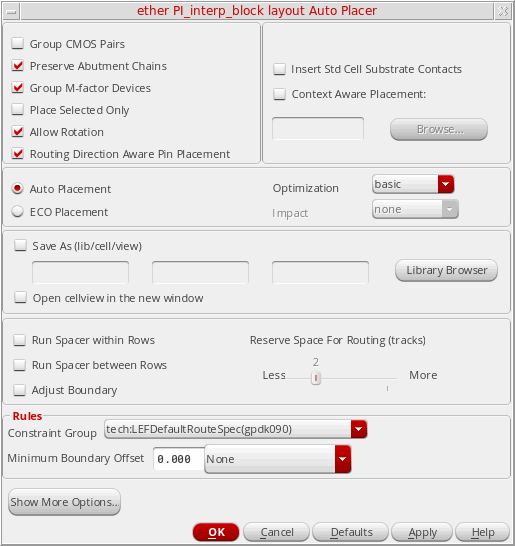 ether PI_interp_block layout Auto Placer
Group CMOS Pairs
Preserve Abutment Chains
Group M-factor Devices
Place Selected Only
Allow Rotation
Routing Direction Aware Pin Placement
Insert Std Cell Substrate Contacts
Context Aware Placement:
Browse...
Auto Placement
ECO Placement
Optimization basic
Impact none
Save As (lib/cell/view)
Library Browser
Open cellview in the new window
Run Spacer within Rows
Run Spacer between Rows
Adjust Boundary
Reserve Space For Routing (tracks)
2
Less More
Rules
Constraint Group tech:LEFDefaultRouteSpec(gpdk090)
Minimum Boundary Offset 0.000 None
Show More Options...
OK Cancel Defaults Apply Help